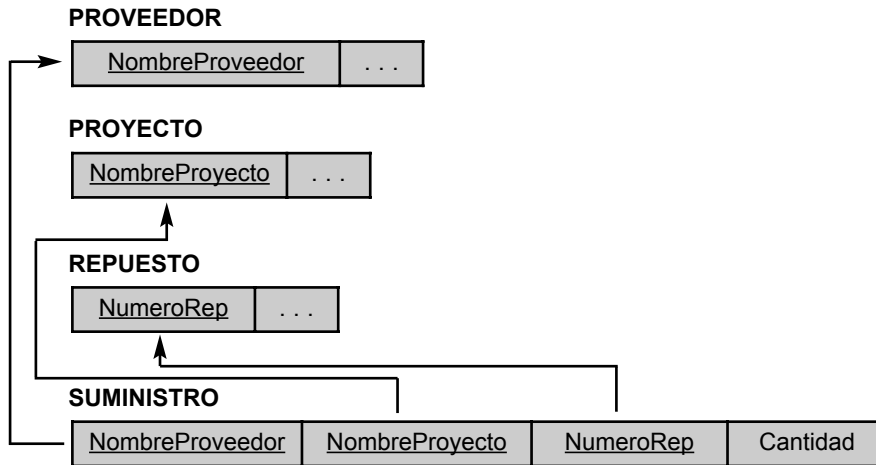 PROVEEDOR
NombreProveedor . . .
PROYECTO
NombreProyecto . . .
REPUESTO
NumeroRep . . .
SUMINISTRO
NombreProveedor NombreProyecto NumeroRep Cantidad